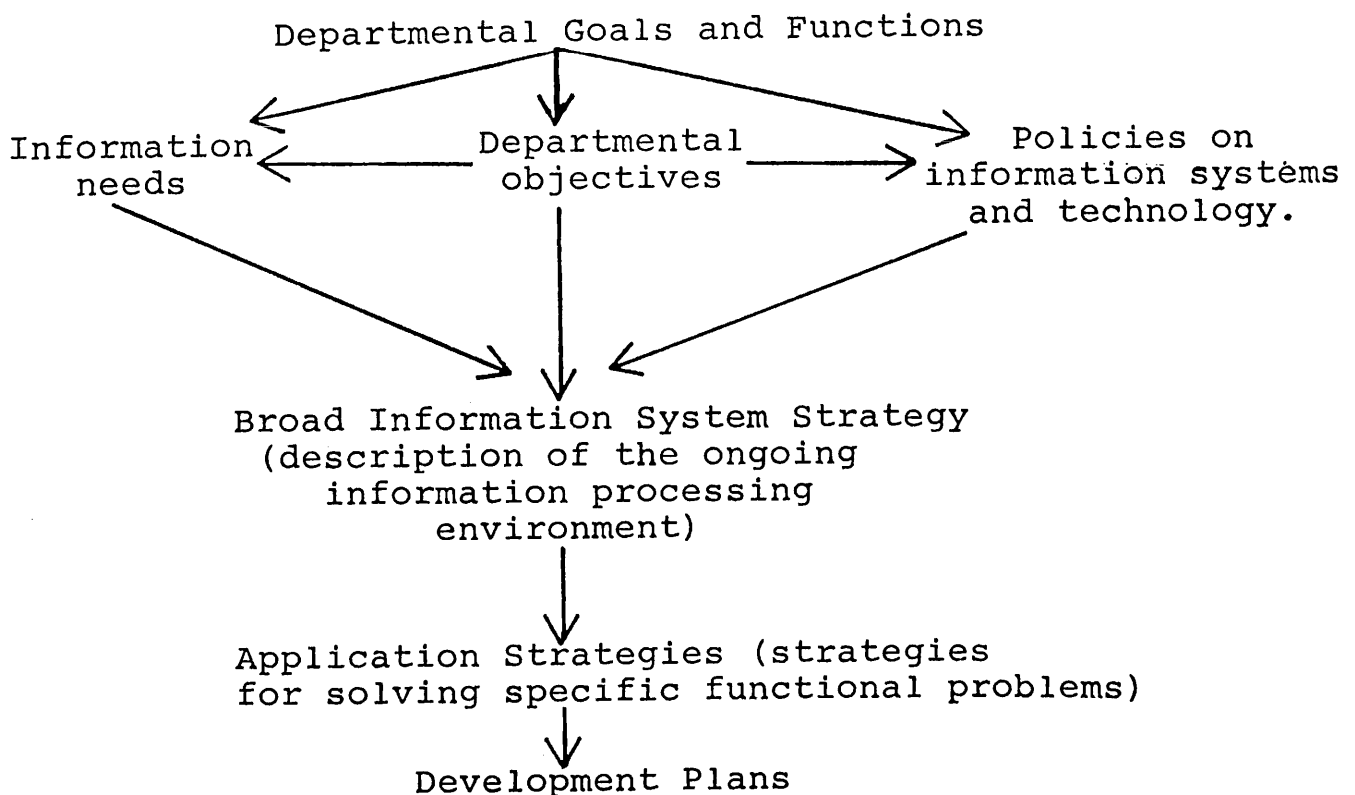 Departmental Goals and Functions
Information
needs
Departmental
objectives
Policies on
information systems
and technology.
Broad Information System Strategy
(description of the ongoing
information processing
environment)
Application Strategies (strategies
for solving specific functional problems)
Development Plans